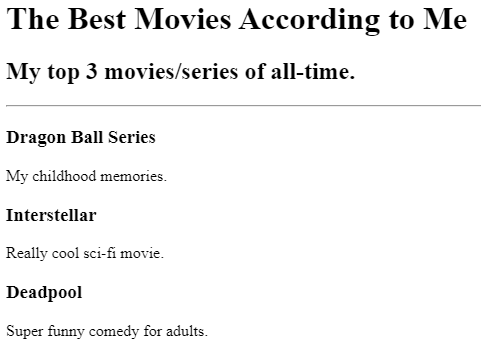 The Best Movies According to Me
My top 3 movies/series of all-time.
Dragon Ball Series
My childhood memories.
Interstellar
Really cool sci-fi movie.
Deadpool
Super funny comedy for adults.